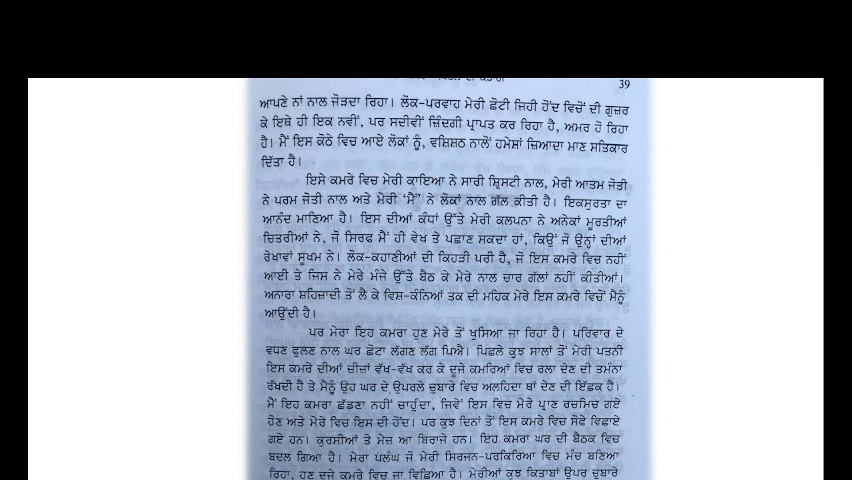 39
ਆਪਣੇ ਨਾਂ ਨਾਲ ਜੋੜਦਾ ਰਿਹਾ। ਲੋਕ-ਪਰਵਾਹ ਮੇਰੀ ਛੋਟੀ ਜਿਹੀ ਹੋਂਦ ਵਿਚੋਂ ਦੀ ਗੁਜ਼ਰ
ਕੇ ਇਥੇ ਹੀ ਇਕ ਨਵੀਂ, ਪਰ ਸਦੀਵੀਂ ਜ਼ਿੰਦਗੀ ਪ੍ਰਾਪਤ ਕਰ ਰਿਹਾ ਹੈ, ਅਮਰ ਹੋ ਰਿਹਾ
ਹੈ। ਮੈਂ ਇਸ ਕੋਠੇ ਵਿਚ ਆਏ ਲੋਕਾਂ ਨੂੰ, ਵਸ਼ਿਸ਼ਠ ਨਾਲੋਂ ਹਮੇਸ਼ਾਂ ਜ਼ਿਆਦਾ ਮਾਣ ਸਤਿਕਾਰ
ਦਿੱਤਾ ਹੈ।
ਇਸੇ ਕਮਰੇ ਵਿਚ ਮੇਰੀ ਕਾਇਆ ਨੇ ਸਾਰੀ ਸ੍ਰਿਸਟੀ ਨਾਲ, ਮੇਰੀ ਆਤਮ ਜੋਤੀ
ਨੇ ਪਰਮ ਜੋਤੀ ਨਾਲ ਅਤੇ ਮੇਰੀ ‘ਮੈਂ’ ਨੇ ਲੋਕਾਂ ਨਾਲ ਗੱਲ ਕੀਤੀ ਹੈ। ਇਕਸੁਰਤਾ ਦਾ
ਆਨੰਦ ਮਾਣਿਆ ਹੈ। ਇਸ ਦੀਆਂ ਕੰਧਾਂ ਉੱਤੇ ਮੇਰੀ ਕਲਪਨਾ ਨੇ ਅਨੇਕਾਂ ਮੂਰਤੀਆਂ
ਚਿਤਰੀਆਂ ਨੇ, ਜੋ ਸਿਰਫ ਮੈਂ ਹੀ ਵੇਖ ਤੇ ਪਛਾਣ ਸਕਦਾ ਹਾਂ, ਕਿਉਂ ਜੋ ਉਨ੍ਹਾਂ ਦੀਆਂ
ਰੇਖਾਵਾਂ ਸੂਖਮ ਨੇ। ਲੋਕ-ਕਹਾਣੀਆਂ ਦੀ ਕਿਹੜੀ ਪਰੀ ਹੈ, ਜੋ ਇਸ ਕਮਰੇ ਵਿਚ ਨਹੀਂ
ਆਈ ਤੇ ਜਿਸ ਨੇ ਮੇਰੇ ਮੰਜੇ ਉੱਤੇ ਬੈਠ ਕੇ ਮੇਰੇ ਨਾਲ ਚਾਰ ਗੱਲਾਂ ਨਹੀਂ ਕੀਤੀਆਂ।
ਅਨਾਰਾ ਸ਼ਹਿਜ਼ਾਦੀ ਤੋਂ ਲੈ ਕੇ ਵਿਸ਼-ਕੰਨਿਆਂ ਤਕ ਦੀ ਮਹਿਕ ਮੇਰੇ ਇਸ ਕਮਰੇ ਵਿਚੋਂ ਮੈਨੂੰ
ਆਉਂਦੀ ਹੈ।
ਪਰ ਮੇਰਾ ਇਹ ਕਮਰਾ ਹੁਣ ਮੇਰੇ ਤੋਂ ਖੁਸਿਆ ਜਾ ਰਿਹਾ ਹੈ। ਪਰਿਵਾਰ ਦੇ
ਵਧਣ ਫੁਲਣ ਨਾਲ ਘਰ ਛੋਟਾ ਲੱਗਣ ਲੱਗ ਪਿਐ। ਪਿਛਲੇ ਕੁਝ ਸਾਲਾਂ ਤੋਂ ਮੇਰੀ ਪਤਨੀ
ਇਸ ਕਮਰੇ ਦੀਆਂ ਚੀਜ਼ਾਂ ਵੱਖ-ਵੱਖ ਕਰ ਕੇ ਦੂਜੇ ਕਮਰਿਆਂ ਵਿਚ ਰਲਾ ਦੇਣ ਦੀ ਤਮੰਨਾ
ਰੱਖਦੀ ਹੈ ਤੇ ਮੈਨੂੰ ਉਹ ਘਰ ਦੇ ਉਪਰਲੇ ਚੁਬਾਰੇ ਵਿਚ ਅਲਹਿਦਾ ਥਾਂ ਦੇਣ ਦੀ ਇੱਛਕ ਹੈ।
ਮੈਂ ਇਹ ਕਮਰਾ ਛੱਡਣਾ ਨਹੀਂ ਚਾਹੁੰਦਾ, ਜਿਵੇਂ ਇਸ ਵਿਚ ਮੇਰੇ ਪ੍ਰਾਣ ਰਚਮਿਚ ਗਏ
ਹੋਣ ਅਤੇ ਮੇਰੇ ਵਿਚ ਇਸ ਦੀ ਹੋਂਦ। ਪਰ ਕੁਝ ਦਿਨਾਂ ਤੋਂ ਇਸ ਕਮਰੇ ਵਿਚ ਸੋਫੇ ਵਿਛਾਏ
ਗਏ ਹਨ। ਕੁਰਸੀਆਂ ਤੇ ਮੇਜ਼ ਆ ਬਿਰਾਜੇ ਹਨ। ਇਹ ਕਮਰਾ ਘਰ ਦੀ ਬੈਠਕ ਵਿਚ
ਬਦਲ ਗਿਆ ਹੈ। ਮੇਰਾ ਪਲੰਘ ਜੋ ਮੇਰੀ ਸਿਰਜਨ-ਪਰਕਿਰਿਆ ਵਿਚ ਮੰਚ ਬਣਿਆ
ਰਿਹਾ, ਹੁਣ ਦੂਜੇ ਕਮਰੇ ਵਿਚ ਜਾ ਵਿਛਿਆ ਹੈ। ਮੇਰੀਆਂ ਕੁਝ ਕਿਤਾਬਾਂ ਉਪਰ ਚੁਬਾਰੇ